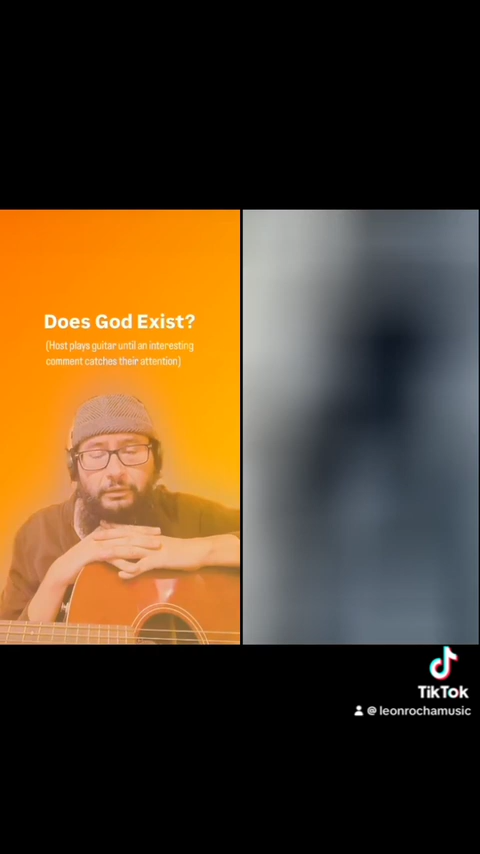 Does God Exist?
(Host plays guitar until an interesting
comment catches their attention)
TikTok
@ leonrochamusic